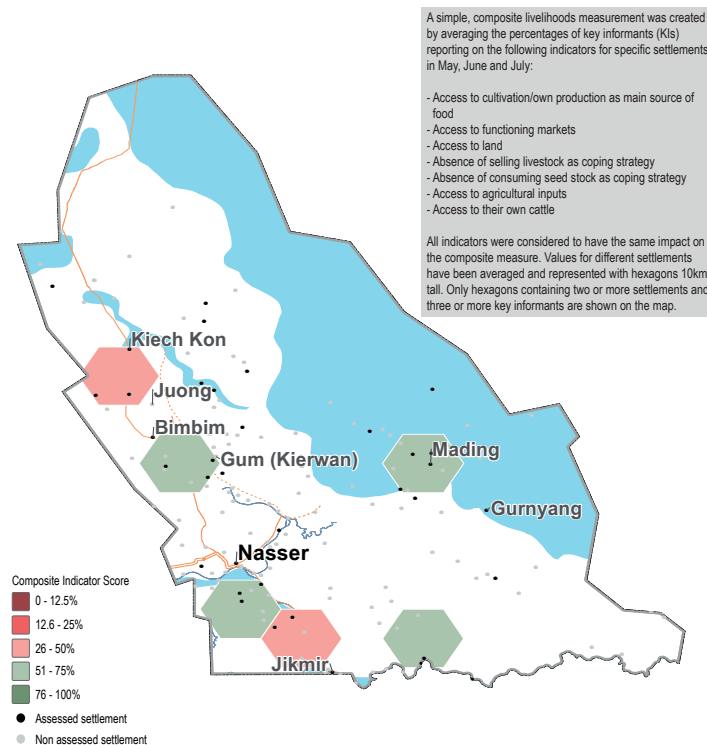 A simple, composite livelihoods measurement was created
by averaging the percentages of key informants (KIs)
reporting on the following indicators for specific settlements
in May, June and July:
- Access to cultivation/own production as main source of
food
- Access to functioning markets
- Access to land
- Absence of selling livestock as coping strategy
- Absence of consuming seed stock as coping strategy
- Access to agricultural inputs
- Access to their own cattle
All indicators were considered to have the same impact on
the composite measure. Values for different settlements
have been averaged and represented with hexagons 10km
tall. Only hexagons containing two or more settlements and
three or more key informants are shown on the map.
Kiech Kon
Juong
Bimbim
Gum (Kierwan)
Mading
Gurnyang
Nasser
Jikmir
Composite Indicator Score
0 - 12.5%
12.6 - 25%
26 - 50%
51 - 75%
76 - 100%
Assessed settlement
Non assessed settlement